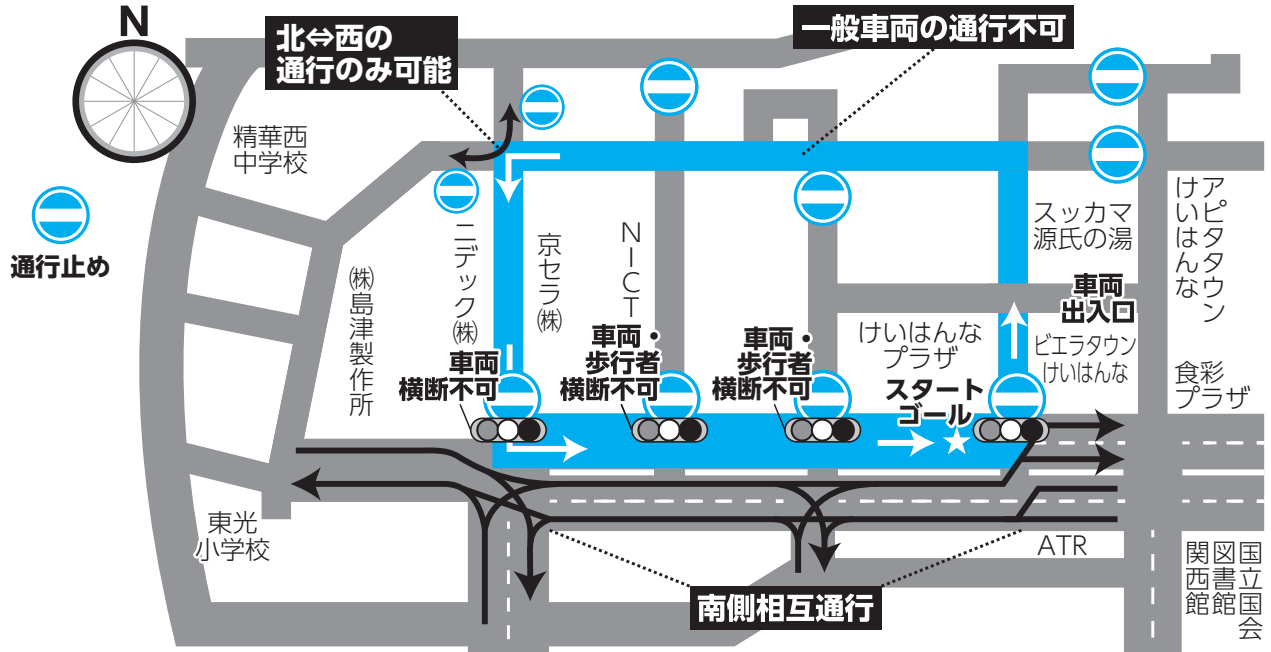 N
北⇔西の
通行のみ可能
一般車両の通行不可
精華西
中学校
通行止め
㈱島津製作所
ニデック㈱
京セラ㈱
NICT
スッカマ
源氏の湯
アピタタウン
けいはんな
車両
出入口
ビエラタウン
けいはんな
けいはんな
プラザ
食彩
プラザ
車両
横断不可
車両・
歩行者
横断不可
車両・
歩行者
横断不可
スタート
ゴール
東光
小学校
ATR
南側相互通行
国立国会
図書館
関西館